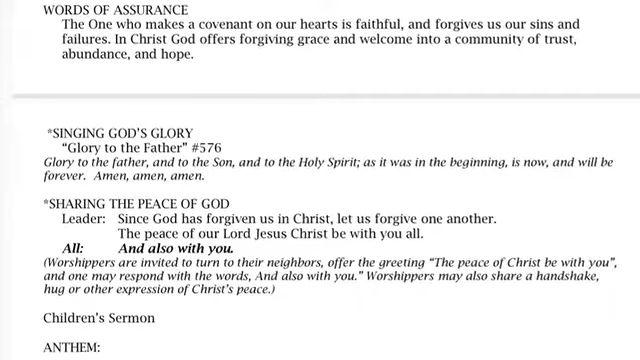 WORDS OF ASSURANCE
The One who makes a covenant on our hearts is faithful, and forgives us our sins and
failures. In Christ God offers forgiving grace and welcome into a community of trust,
abundance, and hope.
*SINGING GOD'S GLORY
“Glory to the Father” #576
Glory to the father, and to the Son, and to the Holy Spirit; as it was in the beginning, is now, and will be
forever. Amen, amen, amen.
*SHARING THE PEACE OF GOD
Leader: Since God has forgiven us in Christ, let us forgive one another.
The peace of our Lord Jesus Christ be with you all.
All: And also with you.
(Worshippers are invited to turn to their neighbors, offer the greeting “The peace of Christ be with you”,
and one may respond with the words, And also with you.” Worshippers may also share a handshake,
hug or other expression of Christ's peace.)
Children's Sermon
ANTHEM: